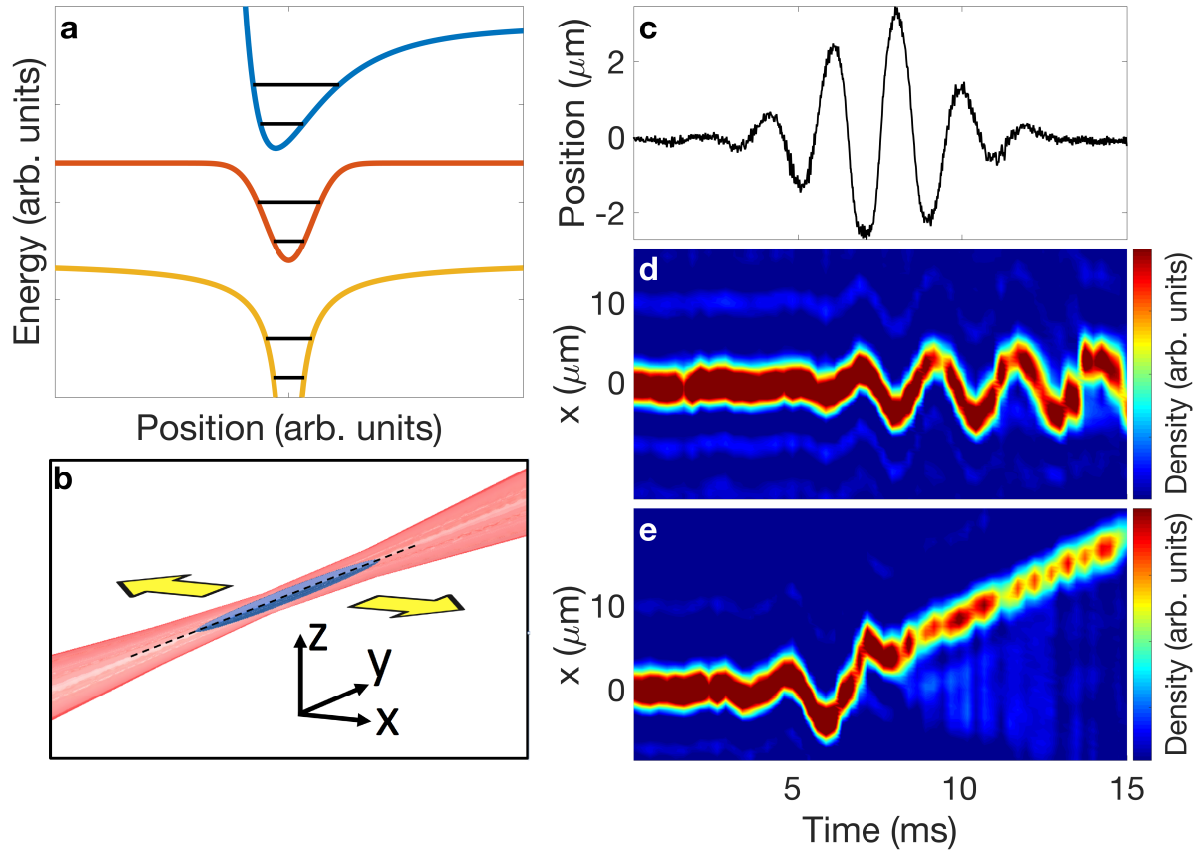 a
Energy (arb. units)
Position (arb. units)
b
z
y
x
c
Position (μm)
2
0
-2
d
x (μm)
10
0
Density (arb. units)
e
x (μm)
10
0
Density (arb. units)
5
10
15
Time (ms)